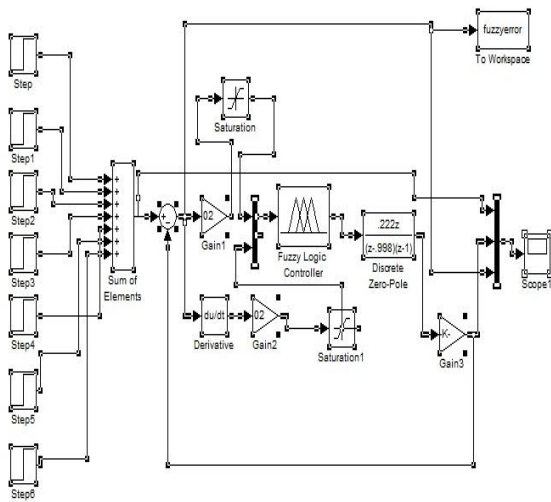 Step
Step1
Step2
Step3
Step4
Step5
Step6
+
+
+
+
+
+
+
Sum of
Elements
+
-
02
Gain1
Saturation
Fuzzy Logic
Controller
.222z
(z-.998)(z-1)
Discrete
Zero-Pole
du/dt
Derivative
02
Gain2
Saturation1
-K-
Gain3
fuzzyerror
To Workspace
Scope1